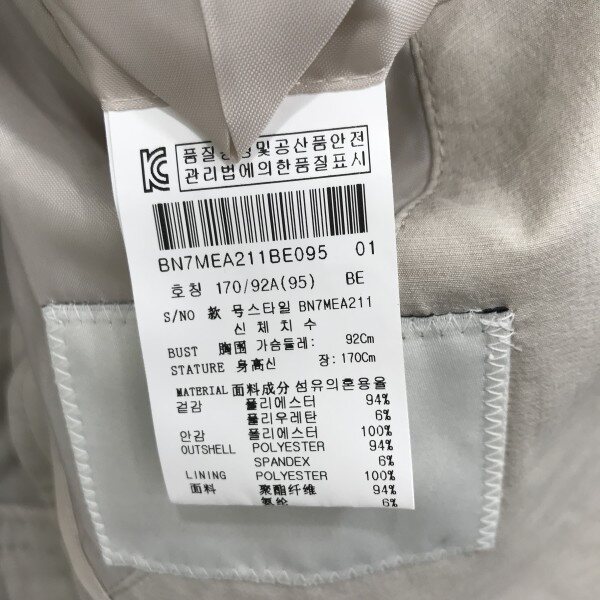 품질경영및공산품안전
관리법에의한품질표시
BN7MEA211BE095 01
호칭 170/92A(95) BE
S/NO 款 号스타일 BN7MEA211
신체치수
BUST 胸围 가슴둘레: 92Cm
STATURE 身高신 장: 170Cm
MATERIAL 面料成分 섬유의혼용율
겉감 폴리에스터 94%
폴리우레탄 6%
안감 폴리에스터 100%
OUTSHELL POLYESTER 94%
SPANDEX 6%
LINING POLYESTER 100%
面料 聚酯纤维 94%
氨纶 6%